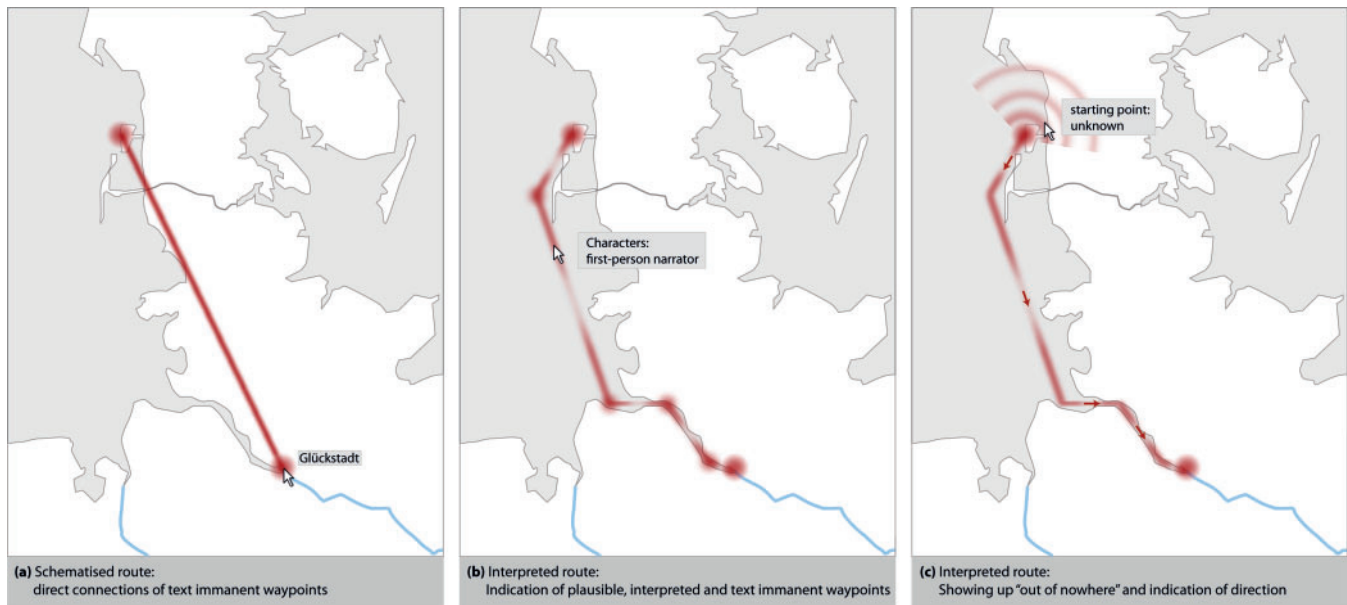 Glückstadt
(a) Schematised route:
direct connections of text immanent waypoints
Characters:
first-person narrator
(b) Interpreted route:
Indication of plausible, interpreted and text immanent waypoints
starting point:
unknown
(c) Interpreted route:
Showing up “out of nowhere” and indication of direction